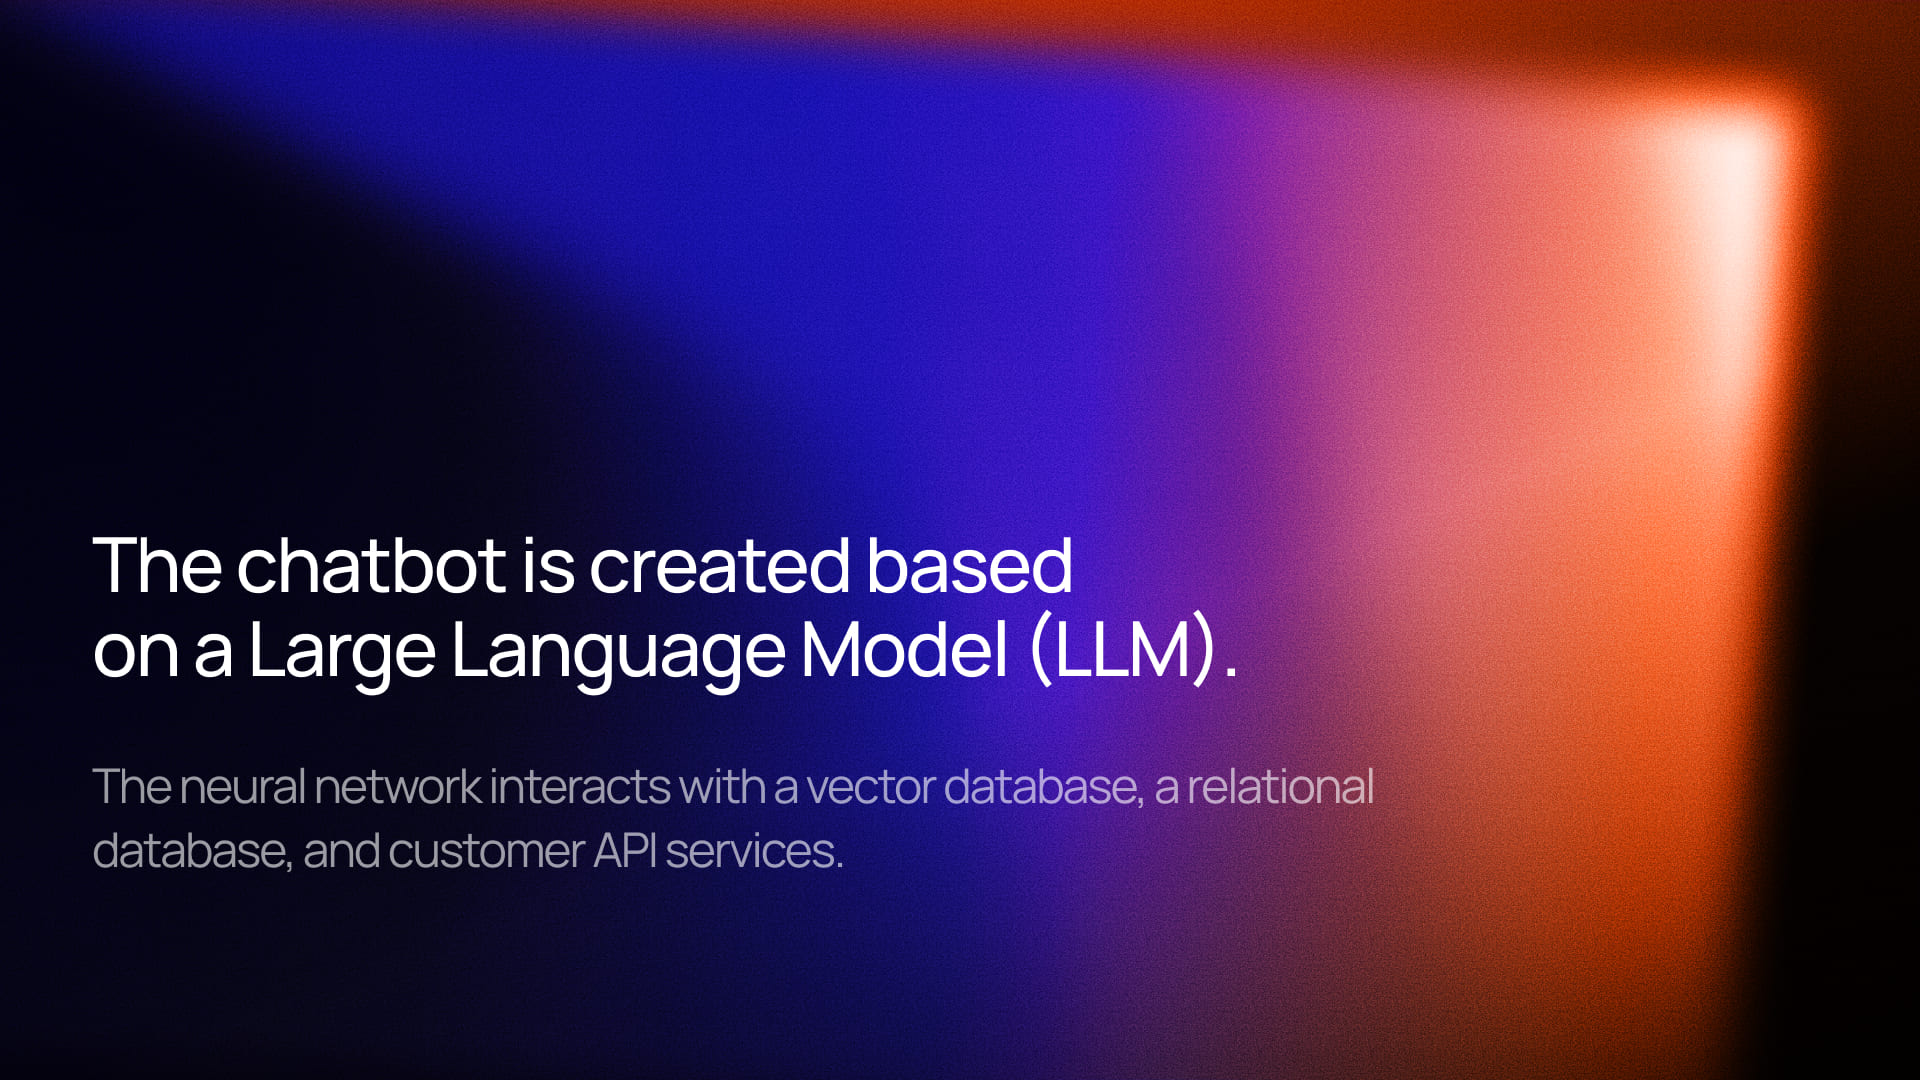 The chatbot is created based
on a Large Language Model (LLM).
The neural network interacts with a vector database, a relational
database, and customer API services.